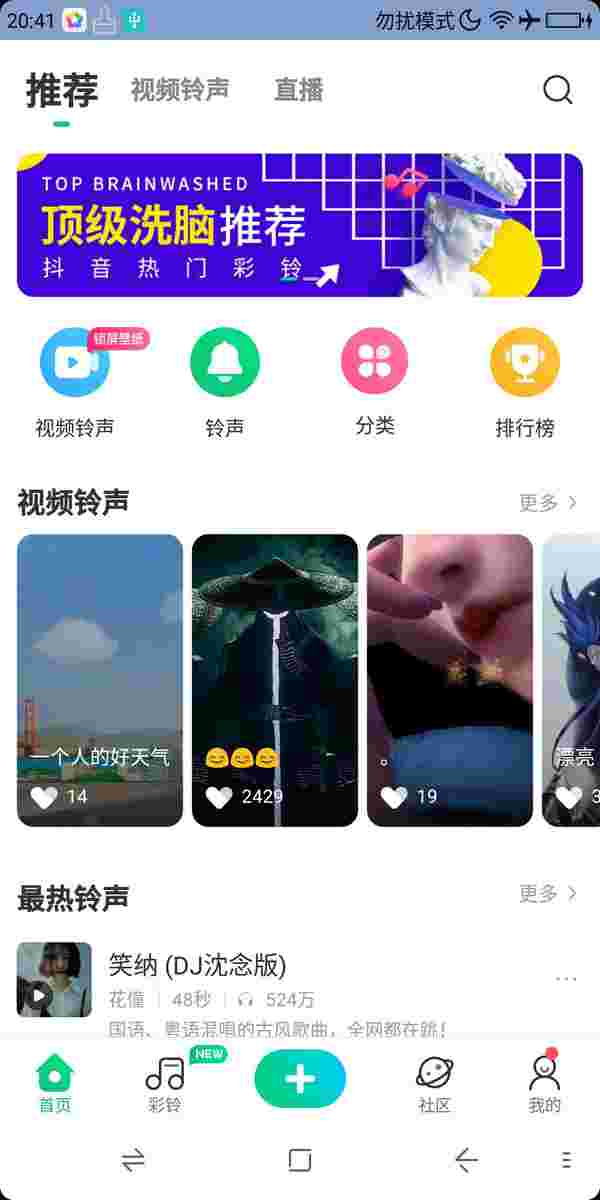 20:41 勿扰模式
推荐 视频铃声 直播
TOP BRAINWASHED
顶级洗脑推荐
抖音热门彩铃
锁屏壁纸
视频铃声 铃声 分类 排行榜
视频铃声 更多
一个人的好天气
漂亮
14 2429 。 19 3
最热铃声 更多
笑纳 (DJ沈念版)
花僮 48秒 524万
国语、粤语混唱的古风歌曲，全网都在跳！
NEW
首页 彩铃 社区 我的